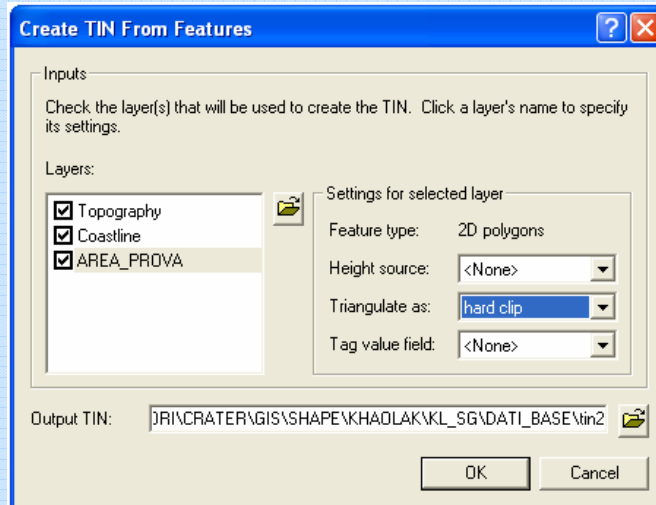 Create TIN From Features
Inputs
Check the layer(s) that will be used to create the TIN. Click a layer's name to specify
its settings.
Layers:
Topography
Coastline
AREA_PROVA
Settings for selected layer
Feature type: 2D polygons
Height source: <None>
Triangulate as: hard clip
Tag value field: <None>
Output TIN: ORI\CRATER\GIS\SHAPE\KHAOLAK\KL_SG\DATI_BASE\tin2
OK Cancel